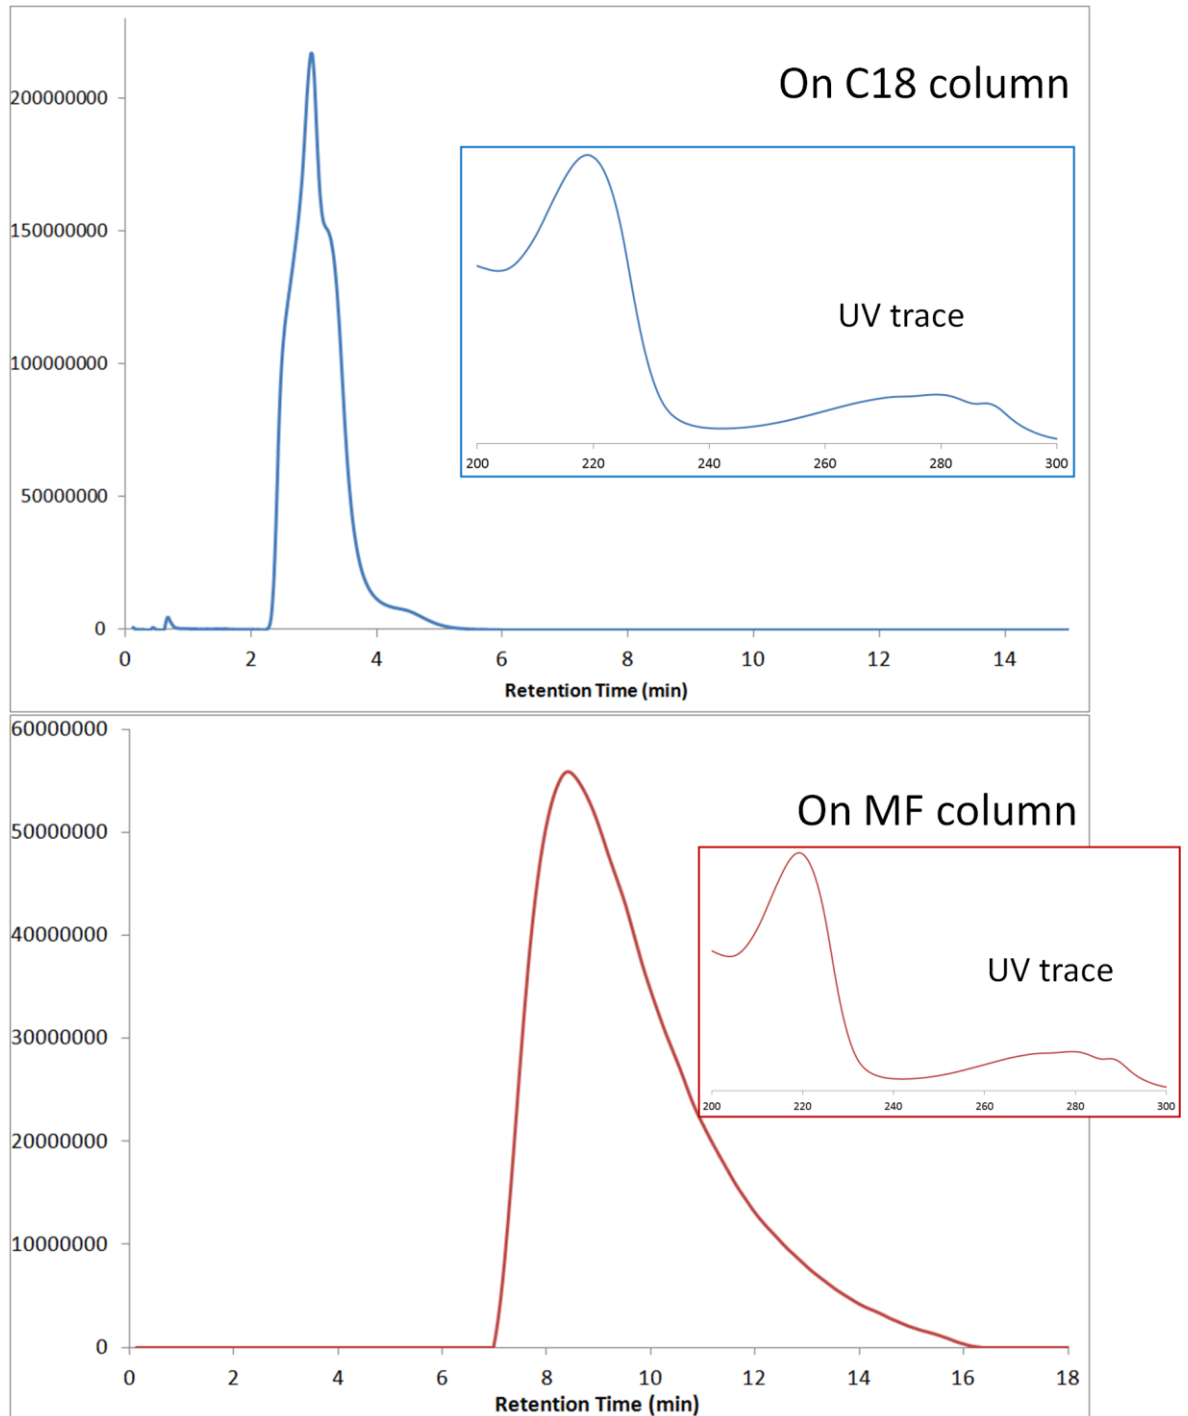 On C18 column
200000000
150000000
100000000
50000000
0
UV trace
200 220 240 260 280 300
0 2 4 6 8 10 12 14
Retention Time (min)
60000000
50000000
40000000
30000000
20000000
10000000
0
On MF column
UV trace
200 220 240 260 280 300
0 2 4 6 8 10 12 14 16 18
Retention Time (min)